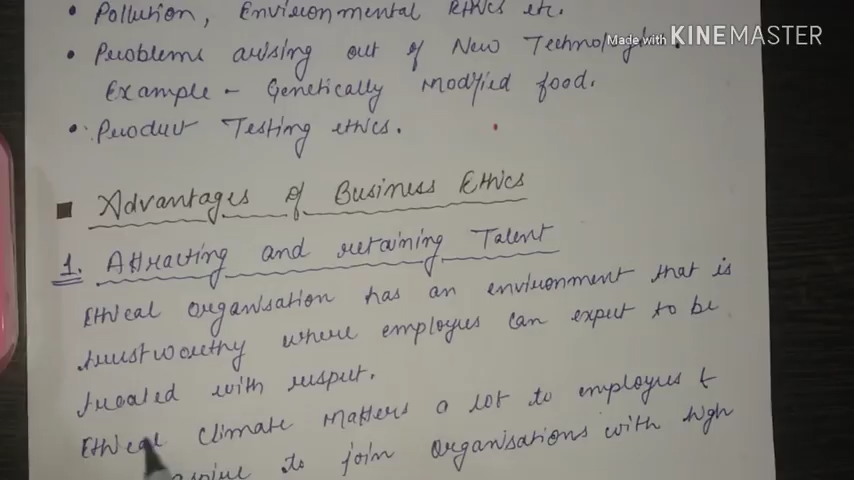 • Pollution, Environmental Ethics etc.
Made with KINEMASTER
• Problems arising out of New Technologies.
Example - Genetically Modified food.
• Product Testing ethics.
■ Advantages of Business Ethics
1. Attracting and retaining Talent
Ethical organisation has an environment that is
trustworthy where employees can expect to be
treated with respect.
Ethical climate Matters a lot to employees &
to join organisations with high